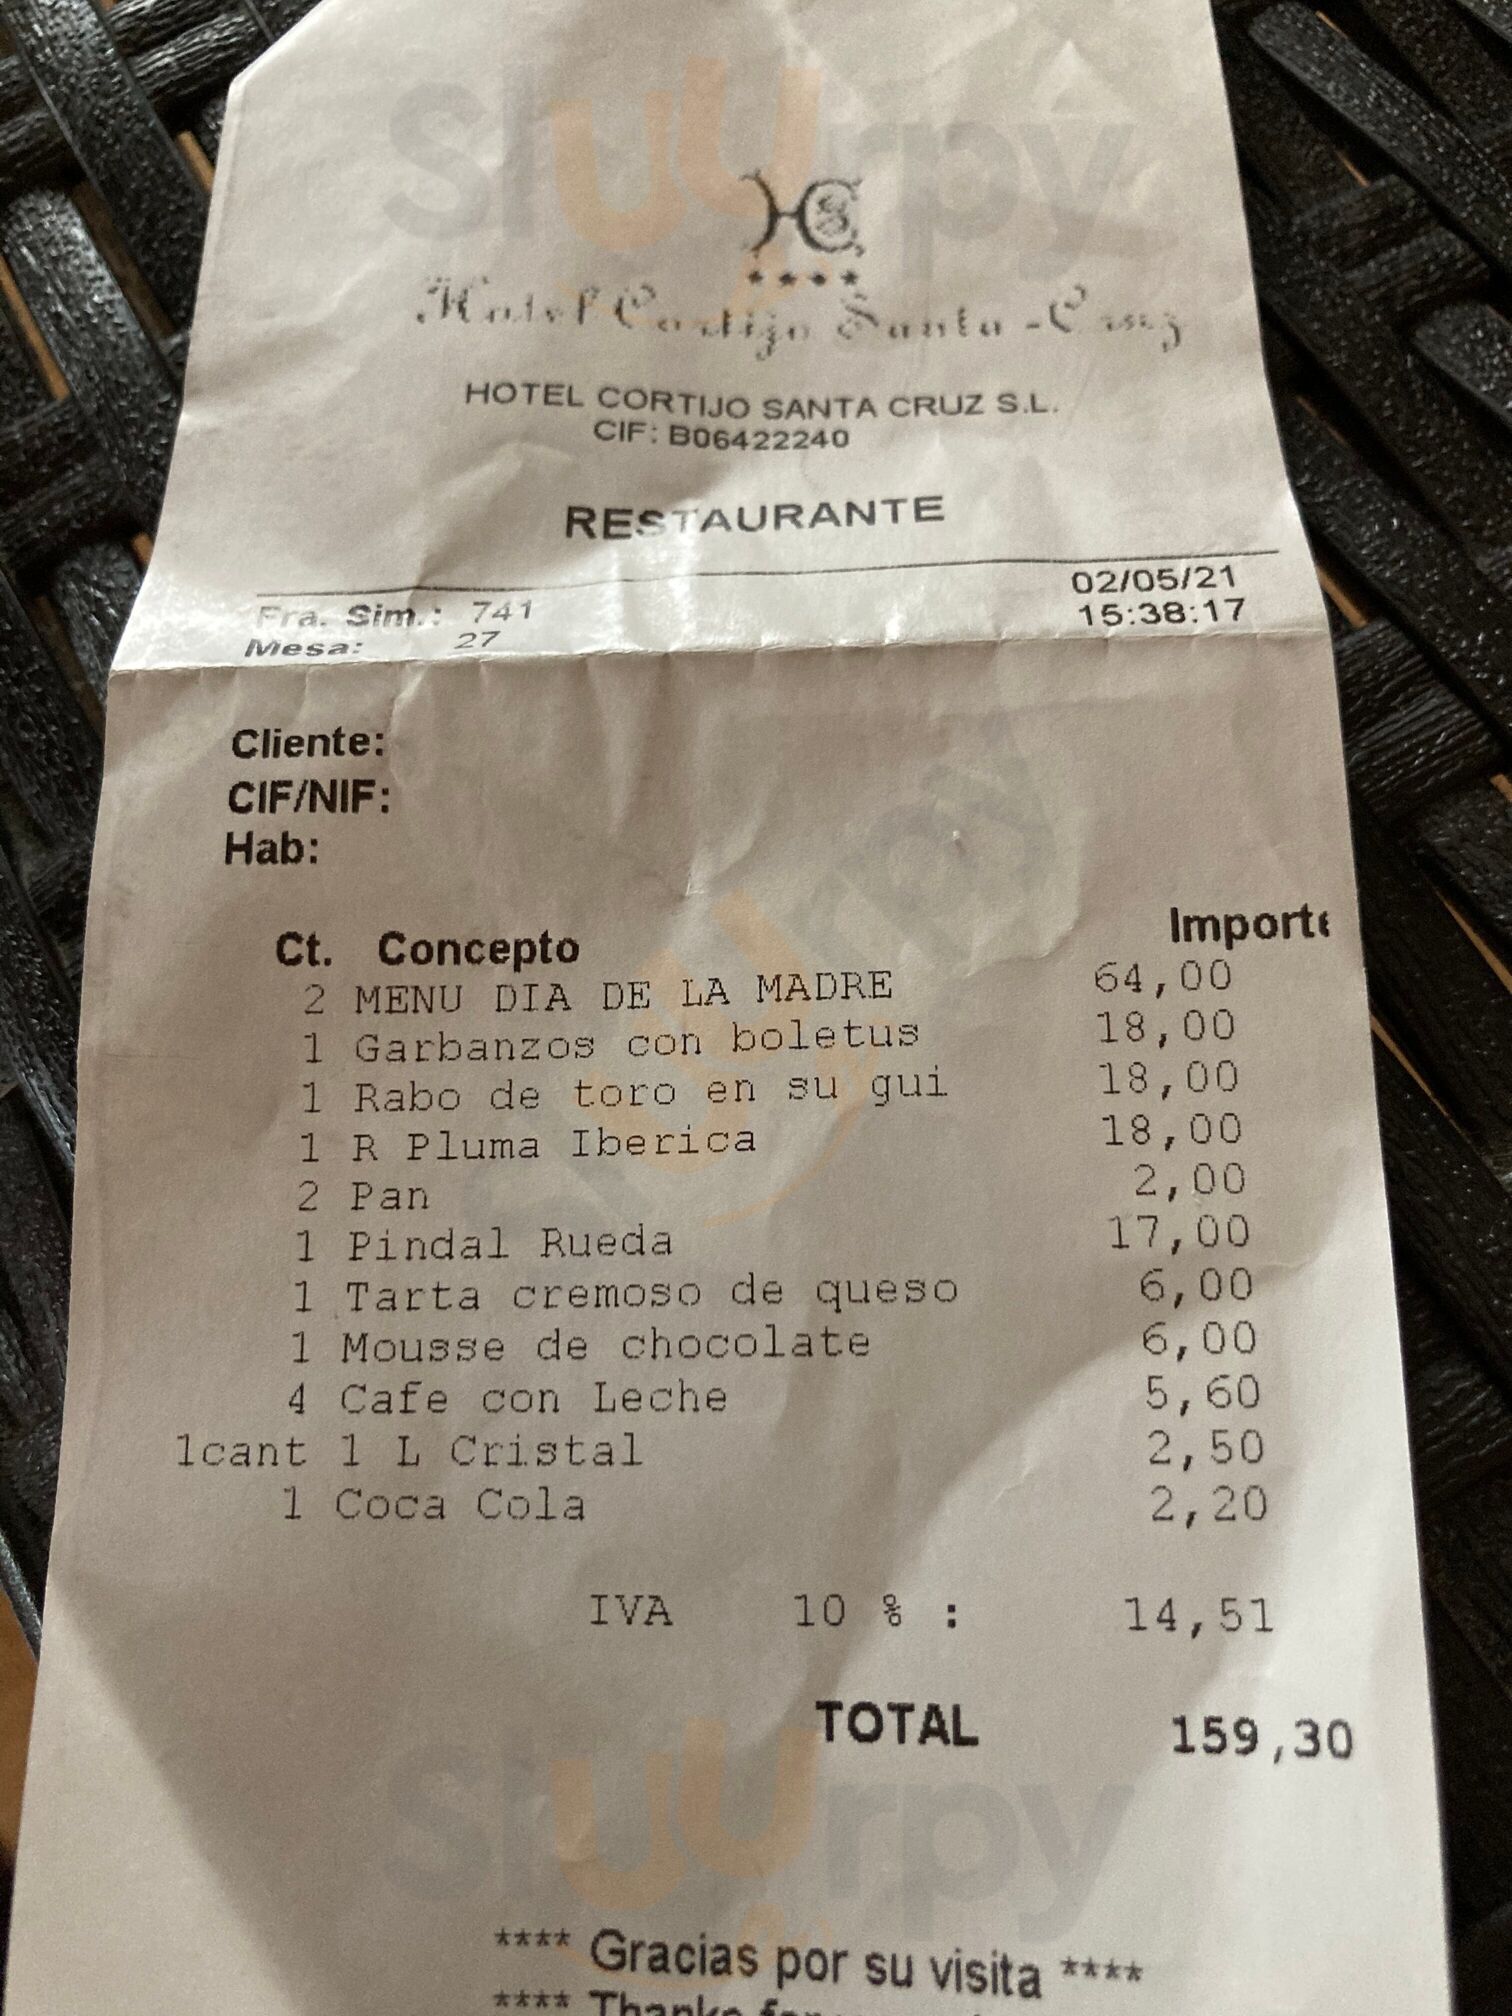 sluurpy
HC
****
Hotel Cortijo Santa-Cruz
HOTEL CORTIJO SANTA CRUZ S.L.
CIF: B06422240
RESTAURANTE
02/05/21
Fra. Sim.: 741
15:38:17
Mesa: 27
Cliente:
CIF/NIF:
Hab:
Ct. Concepto Importe
2 MENU DIA DE LA MADRE 64,00
1 Garbanzos con boletus 18,00
1 Rabo de toro en su gui 18,00
1 R Pluma Iberica 18,00
2 Pan 2,00
1 Pindal Rueda 17,00
1 Tarta cremoso de queso 6,00
1 Mousse de chocolate 6,00
4 Cafe con Leche 5,60
1cant 1 L Cristal 2,50
1 Coca Cola 2,20
IVA 10 % : 14,51
TOTAL 159,30
sluurpy
**** Gracias por su visita ****
**** Thanks for